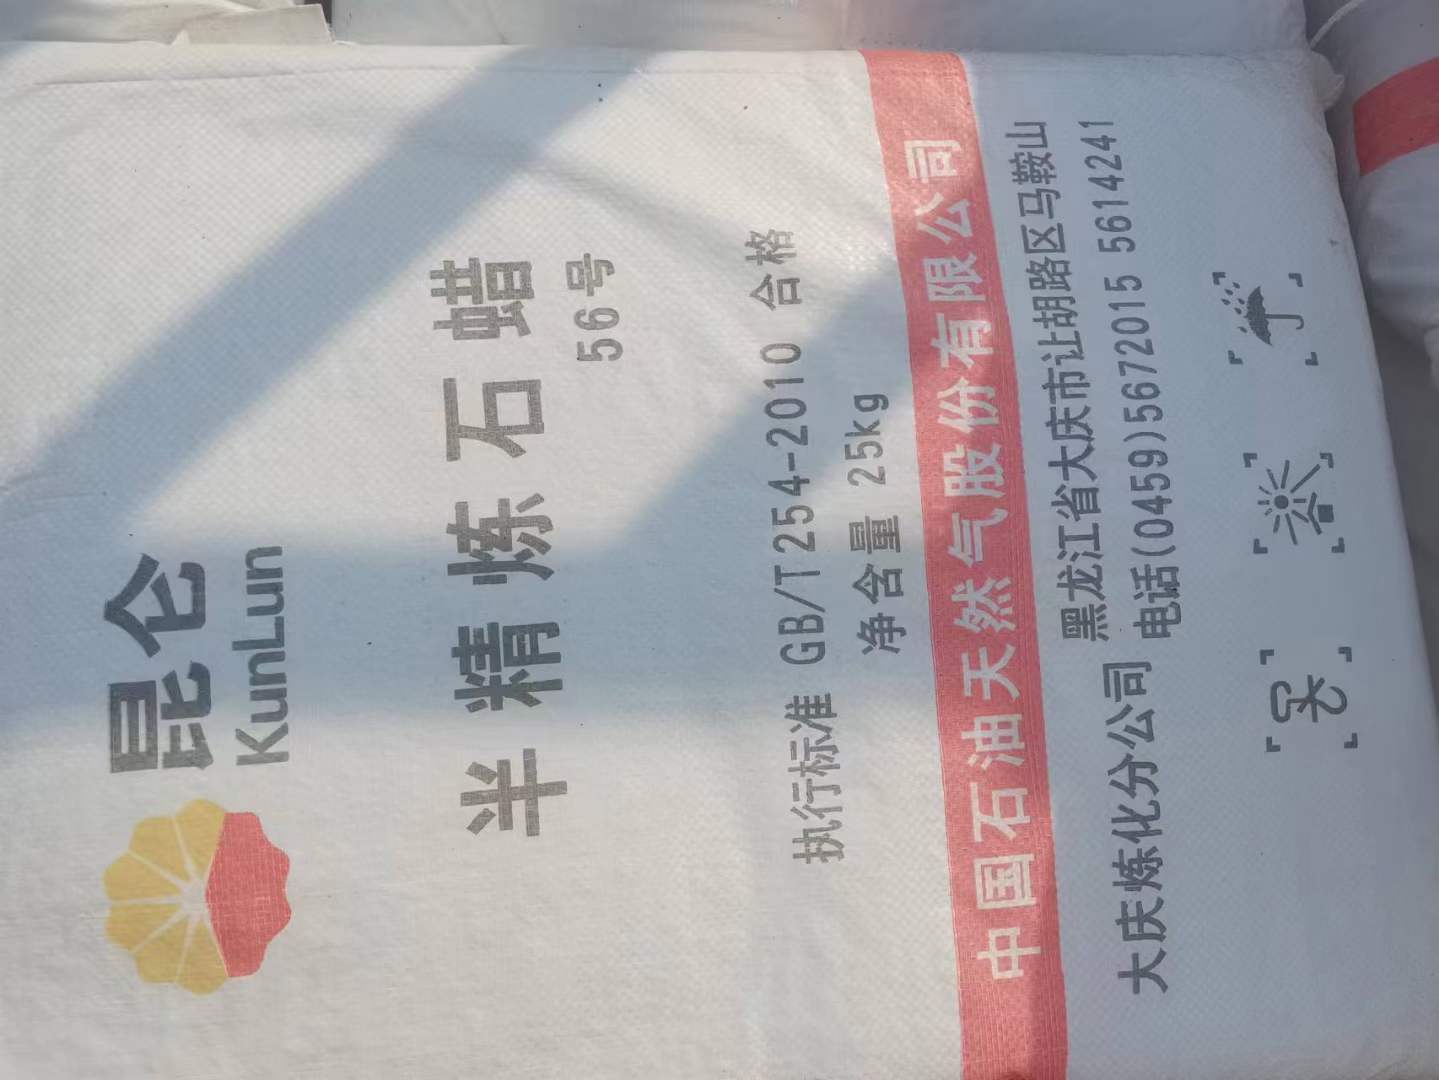 昆仑
KunLun
半精炼石蜡
56号
执行标准 GB/T254-2010 合格
净含量 25kg
中国石油天然气股份有限公司
大庆炼化分公司
黑龙江省大庆市让胡路区马鞍山
电话(0459)5672015 5614241